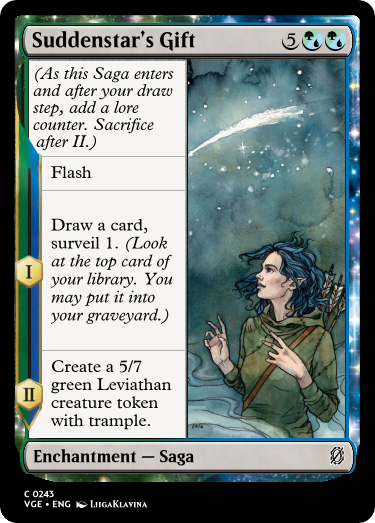 Suddenstar's Gift 5
(As this Saga enters
and after your draw
step, add a lore
counter. Sacrifice
after II.)
Flash
I
Draw a card,
surveil 1. (Look
at the top card of
your library. You
may put it into
your graveyard.)
II
Create a 5/7
green Leviathan
creature token
with trample.
Enchantment — Saga
C 0243
VGE • ENG LIIGAKLAVINA